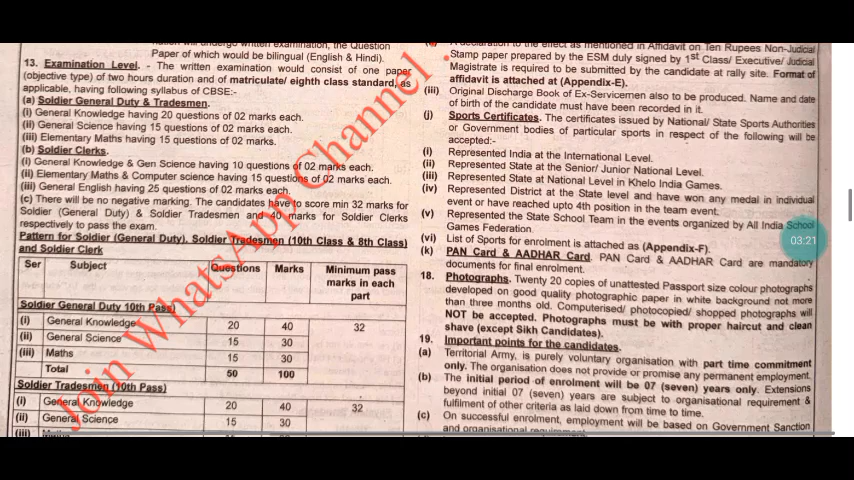 nation will undergo written examination, the Question
Paper of which would be bilingual (English & Hindi).
13. Examination Level. - The written examination would consist of one paper
(objective type) of two hours duration and of matriculate/ eighth class standard, as
applicable, having following syllabus of CBSE:-
(a) Soldier General Duty & Tradesmen.
(i) General Knowledge having 20 questions of 02 marks each.
(ii) General Science having 15 questions of 02 marks each.
(iii) Elementary Maths having 15 questions of 02 marks.
(b) Soldier Clerks.
(i) General Knowledge & Gen Science having 10 questions of 02 marks each.
(ii) Elementary Maths & Computer science having 15 questions of 02 marks each.
(iii) General English having 25 questions of 02 marks each.
(c) There will be no negative marking. The candidates have to score min 32 marks for
Soldier (General Duty) & Soldier Tradesmen and 40 marks for Soldier Clerks
respectively to pass the exam.
Pattern for Soldier (General Duty), Soldier Tradesmen (10th Class & 8th Class)
and Soldier Clerk
Ser Subject Questions Marks Minimum pass
marks in each
part
Soldier General Duty 10th Pass)
(i) General Knowledge 20 40 32
(ii) General Science 15 30
(iii) Maths 15 30
Total 50 100
Soldier Tradesmen (10th Pass)
(i) General Knowledge 20 40 32
(ii) General Science 15 30
(iii)
A declaration to the effect as mentioned in Affidavit on Ten Rupees Non-Judicial
Stamp paper prepared by the ESM duly signed by 1st Class/ Executive/ Judicial
Magistrate is required to be submitted by the candidate at rally site. Format of
affidavit is attached at (Appendix-E).
(iii) Original Discharge Book of Ex-Servicemen also to be produced. Name and date
of birth of the candidate must have been recorded in it.
(j) Sports Certificates. The certificates issued by National/ State Sports Authorities
or Government bodies of particular sports in respect of the following will be
accepted:-
(i) Represented India at the International Level.
(ii) Represented State at the Senior/ Junior National Level.
(iii) Represented State at National Level in Khelo India Games.
(iv) Represented District at the State level and have won any medal in individual
event or have reached upto 4th position in the team event.
(v) Represented the State School Team in the events organized by All India School
Games Federation.
(vi) List of Sports for enrolment is attached as (Appendix-F).
(k) PAN Card & AADHAR Card. PAN Card & AADHAR Card are mandatory
documents for final enrolment.
18. Photographs. Twenty 20 copies of unattested Passport size colour photographs
developed on good quality photographic paper in white background not more
than three months old. Computerised/ photocopied/ shopped photographs will
NOT be accepted. Photographs must be with proper haircut and clean
shave (except Sikh Candidates).
19. Important points for the candidates.
(a) Territorial Army, is purely voluntary organisation with part time commitment
only. The organisation does not provide or promise any permanent employment.
(b) The initial period of enrolment will be 07 (seven) years only. Extensions
beyond initial 07 (seven) years are subject to organisational requirement &
fulfilment of other criteria as laid down from time to time.
(c) On successful enrolment, employment will be based on Government Sanction
and organisational requirement
03:21
Join WhatsApp Channel